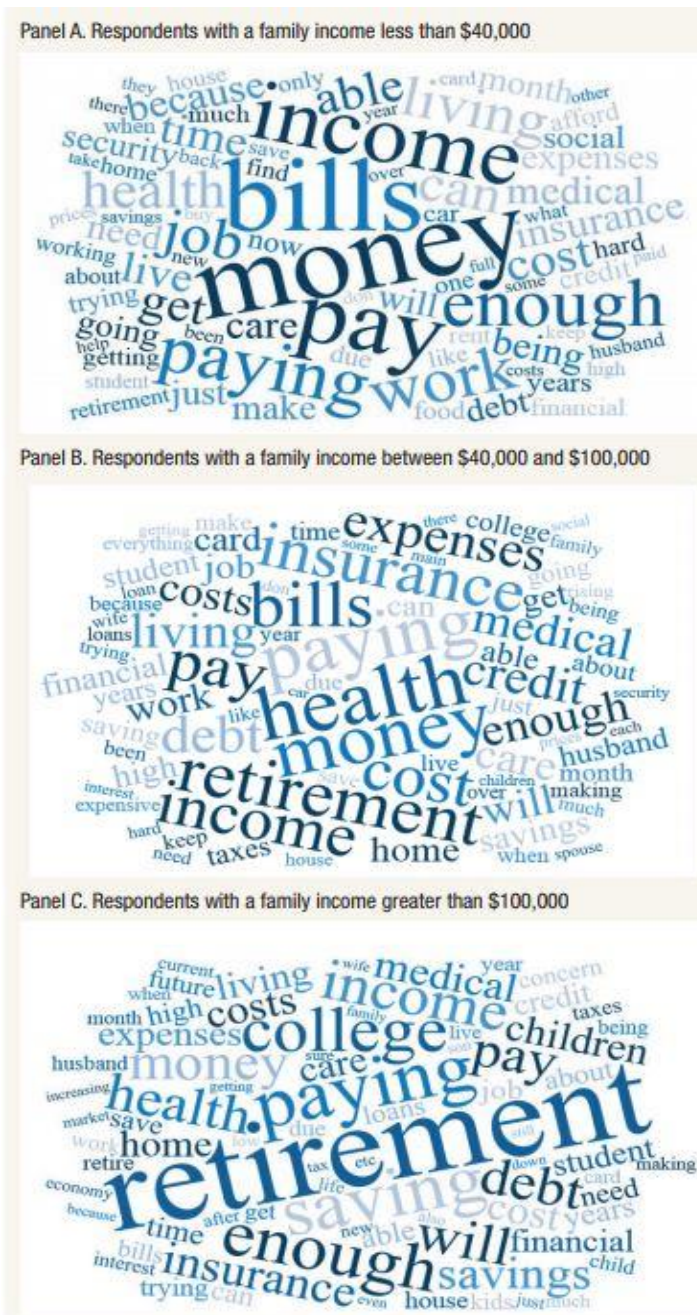 Panel A. Respondents with a family income less than $40,000
they house because only able card month other
there much income year living afford
when time save social
security back find over expenses
take home health bills can medical
prices savings buy car what insurance
need job now money cost hard
working live new one full some credit paid
about get don will enough
trying care pay rent being keep husband
going been due like costs high
help getting paying work years
student just food debt financial
retirement make
Panel B. Respondents with a family income between $40,000 and $100,000
getting make time expenses there college social
everything card some main family
student job insurance going
loan costs bills don can get rising
because being
wife living year paying medical
loans able about
trying pay due health credit
financial car just security
years work like money enough each
saving debt prices husband
been save live care month
high retirement cost children
interest over making
expensive income will much
hard keep home savings
need taxes house when spouse
Panel C. Respondents with a family income greater than $100,000
current wife medical year concern
future living income credit
when
month high costs family taxes
expenses college live children being
husband money sure care son pay
increasing getting job about
health paying loans
market save due still
work home low retirement
retire tax etc down student making
economy life saving debt card need
because after get cost years
time new able also will financial
bills enough savings child
interest insurance
trying can even house kids just much